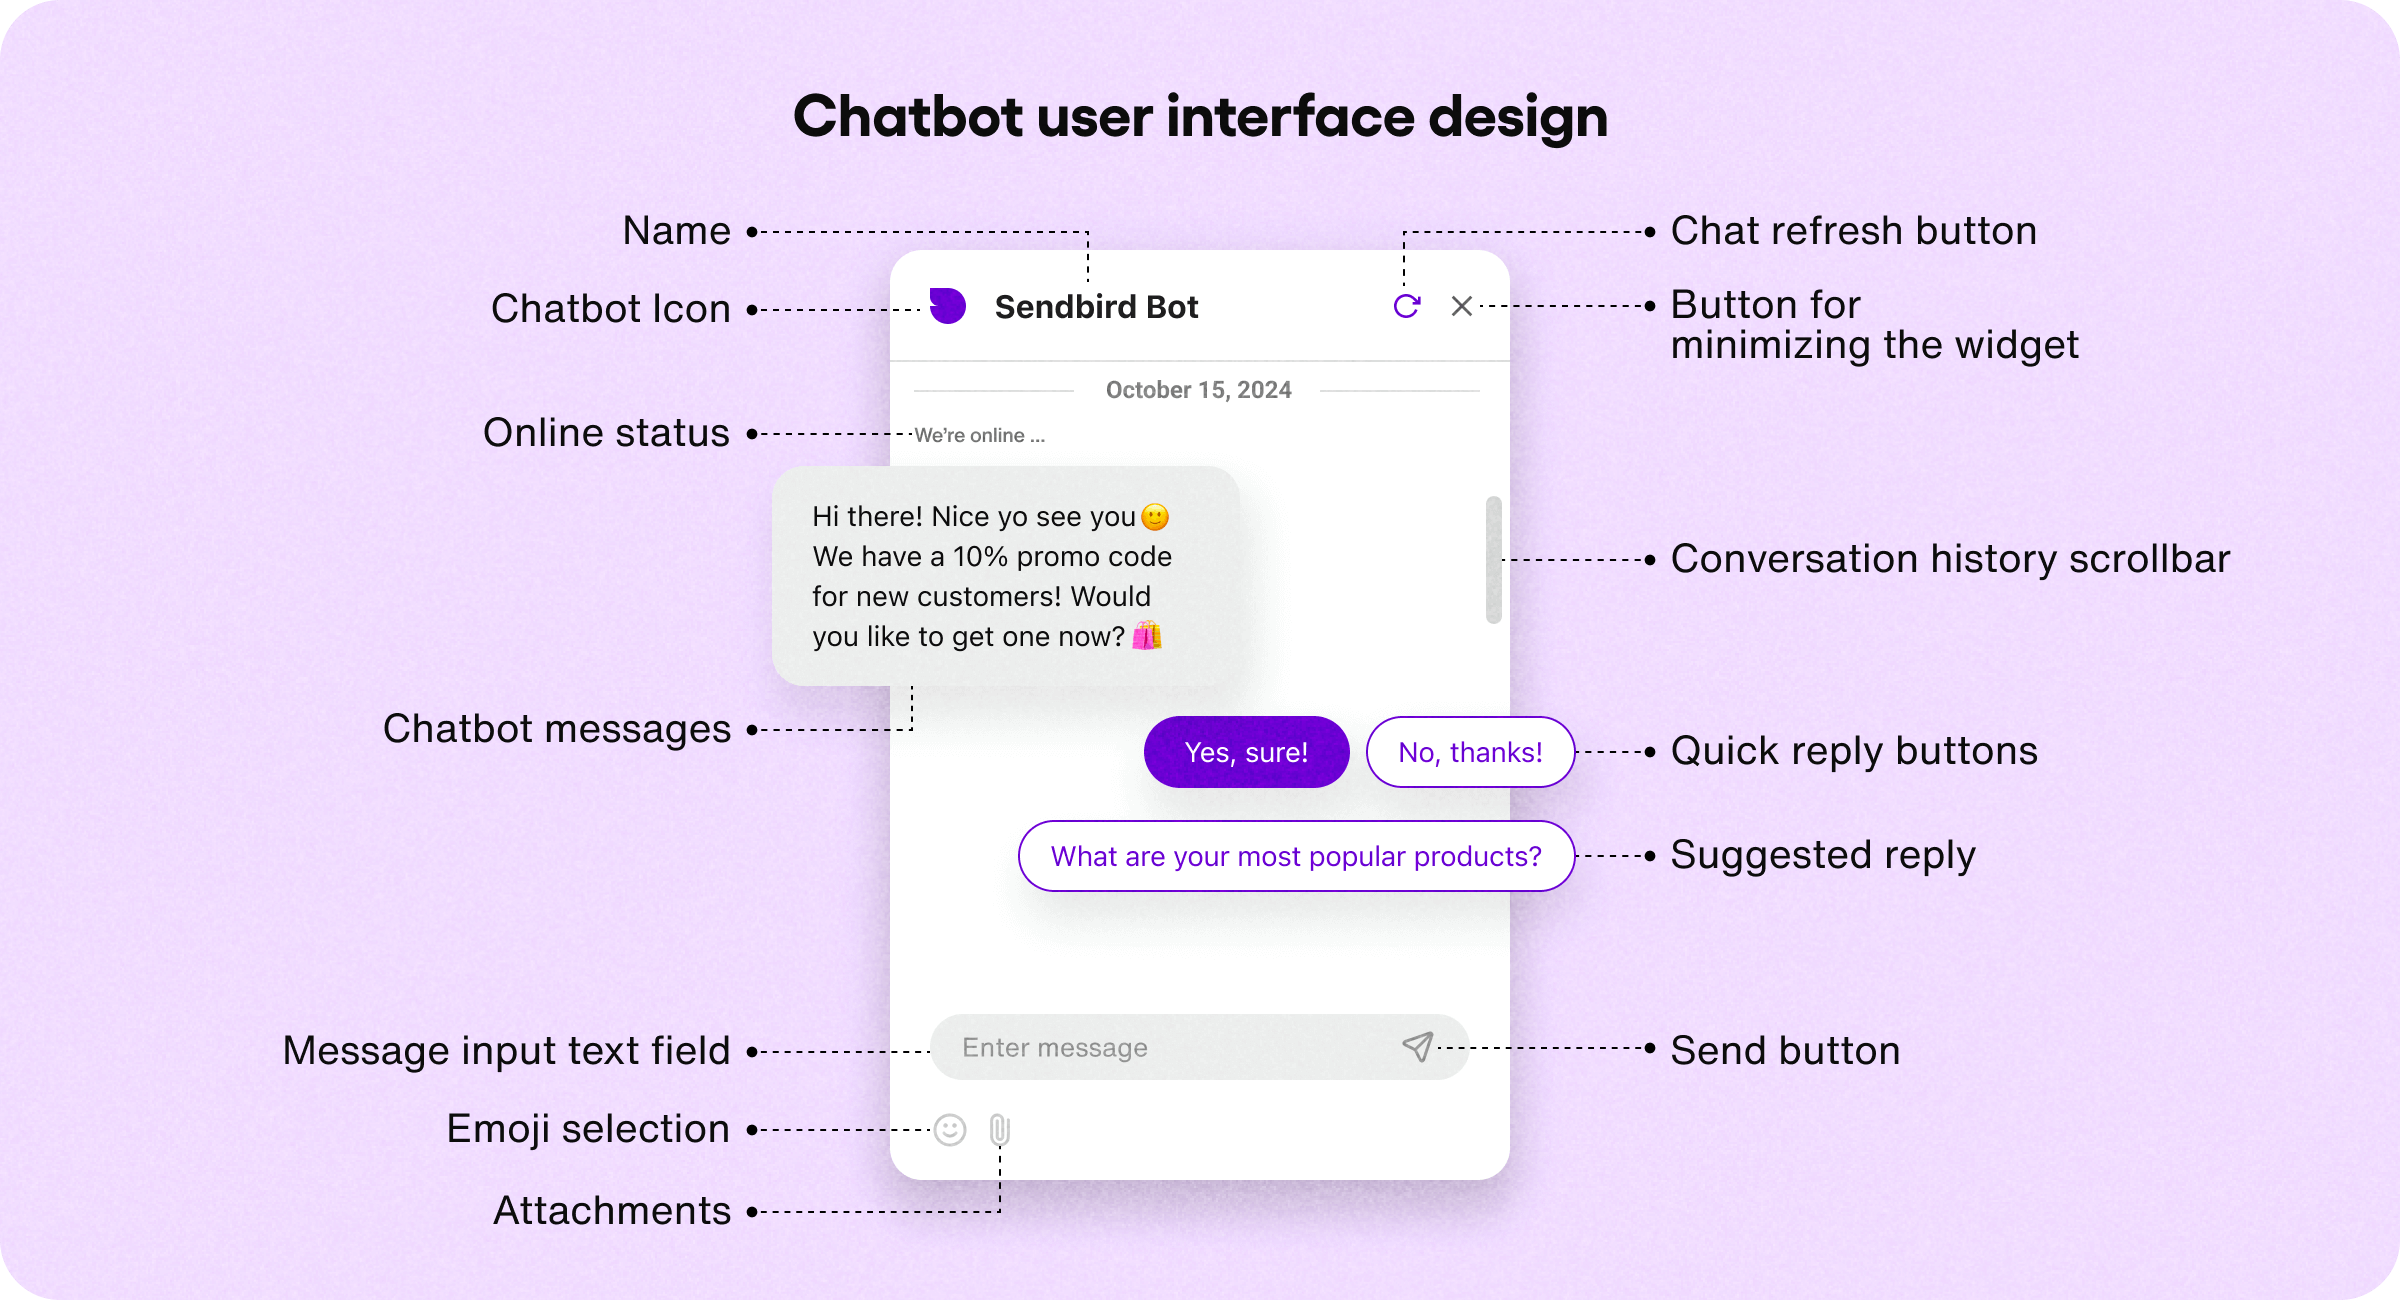 Chatbot user interface design
Name
Chat refresh button
Chatbot Icon
Sendbird Bot
Button for
minimizing the widget
October 15, 2024
Online status
We’re online ...
Hi there! Nice yo see you🙂
We have a 10% promo code
for new customers! Would
you like to get one now? 🛍️
Conversation history scrollbar
Chatbot messages
Yes, sure!
No, thanks!
Quick reply buttons
What are your most popular products?
Suggested reply
Message input text field
Enter message
Send button
Emoji selection
Attachments